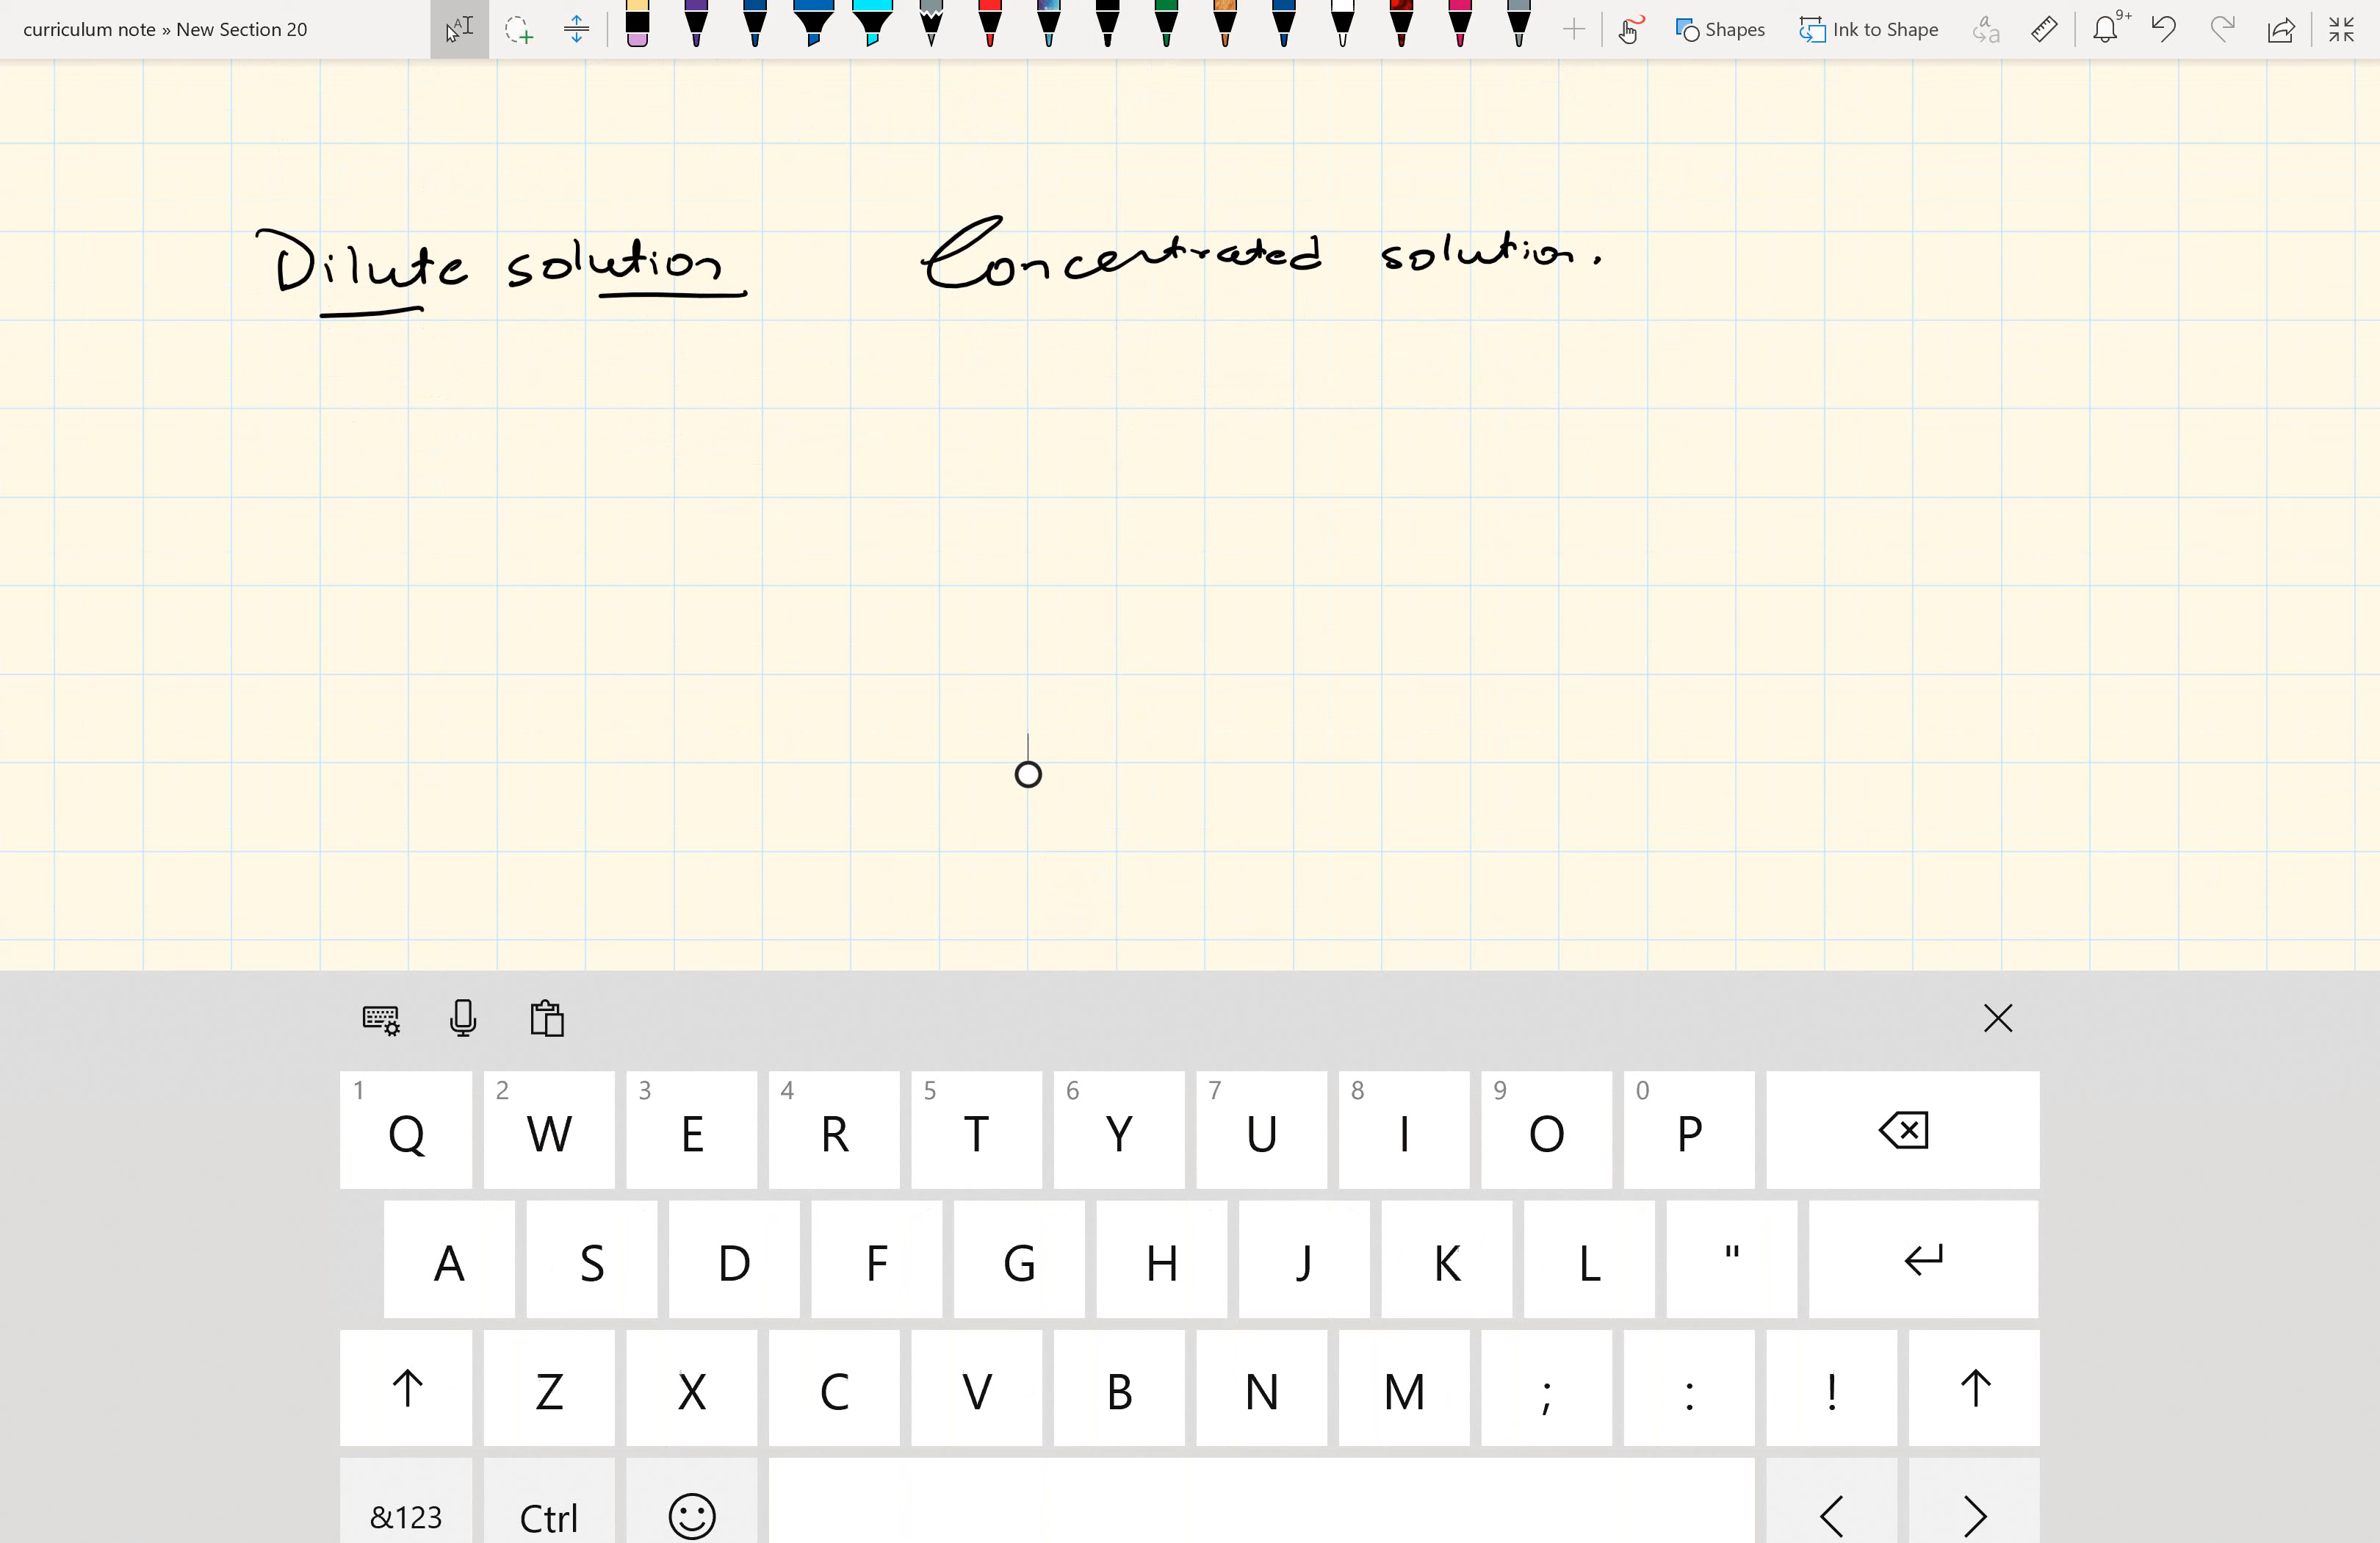 curriculum note » New Section 20 Shapes Ink to Shape 9+
Dilute solution Concentrated solution.
1 2 3 4 5 6 7 8 9 0
Q W E R T Y U I O P
A S D F G H J K L "
Z X C V B N M ; : !
&123 Ctrl